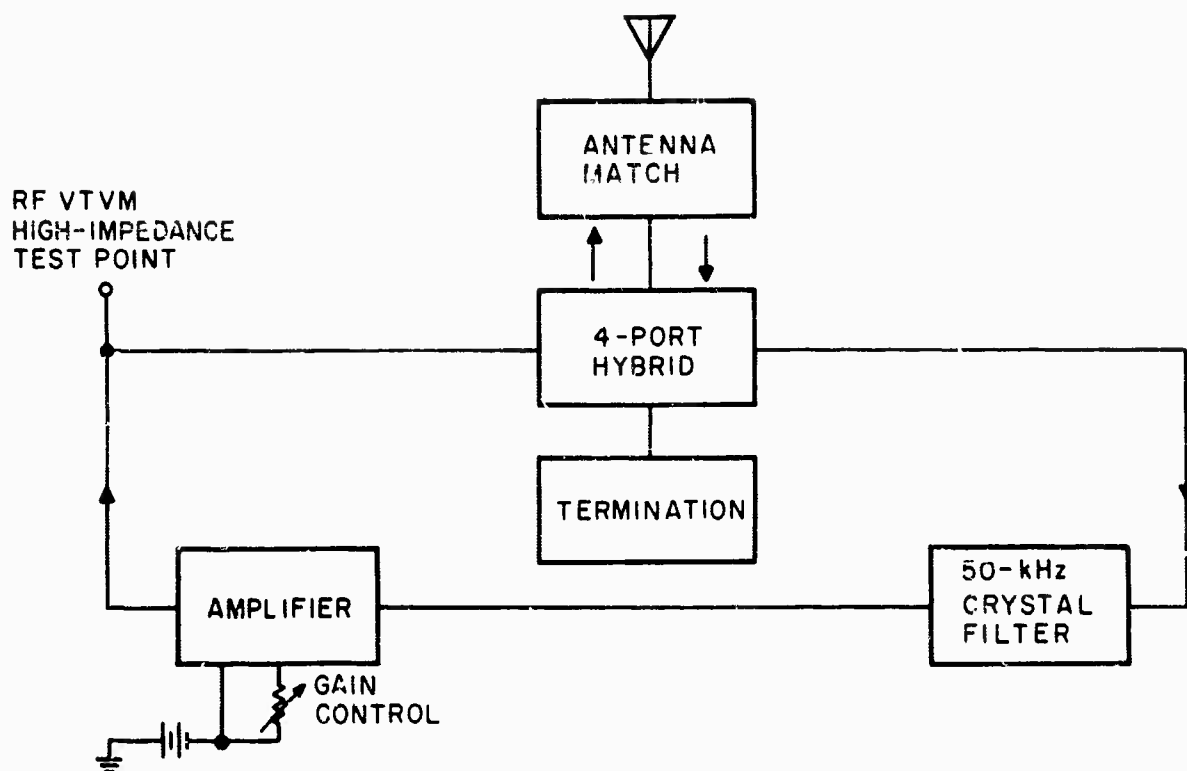 ANTENNA
MATCH
RF VTVM
HIGH-IMPEDANCE
TEST POINT
4-PORT
HYBRID
TERMINATION
AMPLIFIER
50-kHz
CRYSTAL
FILTER
GAIN
CONTROL